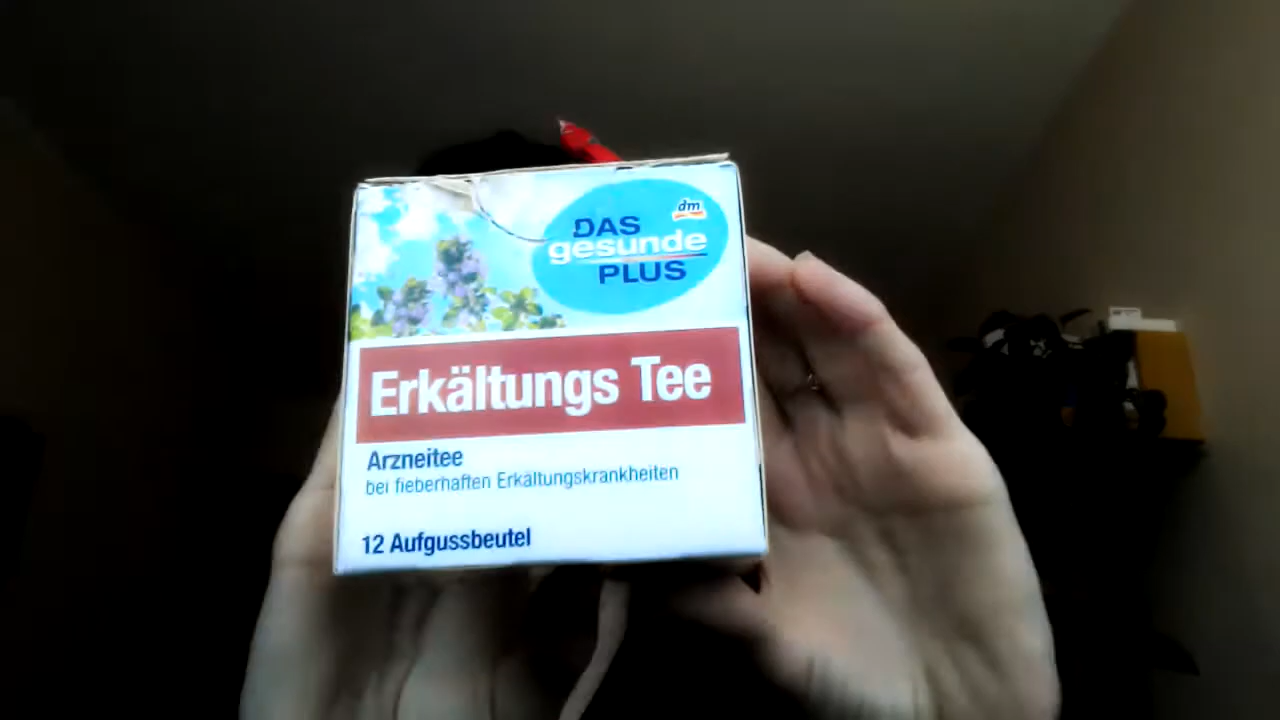 dm
DAS
gesunde
PLUS
Erkältungs Tee
Arzneitee
bei fieberhaften Erkältungskrankheiten
12 Aufgussbeutel